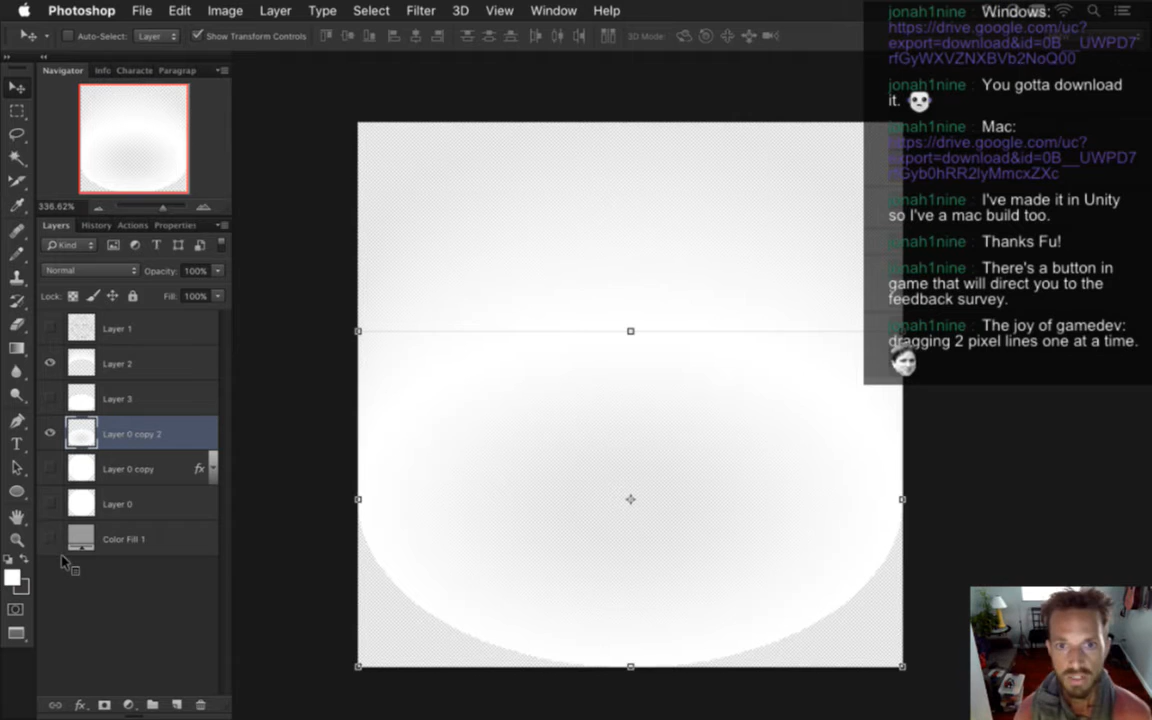 Photoshop File Edit Image Layer Type Select Filter 3D View Window Help
Auto-Select: Layer Show Transform Controls 3D Mode:
Navigator Info Characte Paragrap
336.62%
Layers History Actions Properties
Kind
Normal Opacity: 100%
Lock: Fill: 100%
Layer 1
Layer 2
Layer 3
Layer 0 copy 2
Layer 0 copy fx
Layer 0
Color Fill 1
fx
jonah1nine : Windows:
https://drive.google.com/uc?
export=download&id=0B__UWPD7
rfGyWXVZNXBVb2NoQ00
jonah1nine : You gotta download
it.
jonah1nine : Mac:
https://drive.google.com/uc?
export=download&id=0B__UWPD7
rfGyb0hRR2lyMmcxZXc
jonah1nine : I've made it in Unity
so I've a mac build too.
jonah1nine : Thanks Fu!
jonah1nine : There's a button in
game that will direct you to the
feedback survey.
jonah1nine : The joy of gamedev:
dragging 2 pixel lines one at a time.